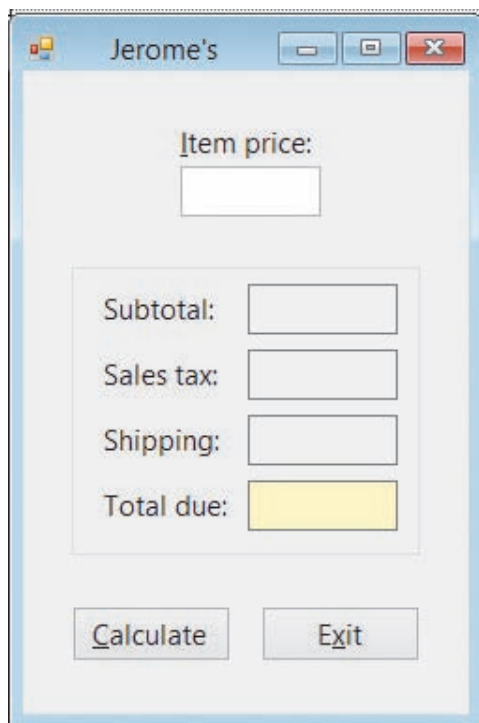 Jerome's
Item price:
Subtotal:
Sales tax:
Shipping:
Total due:
Calculate Exit